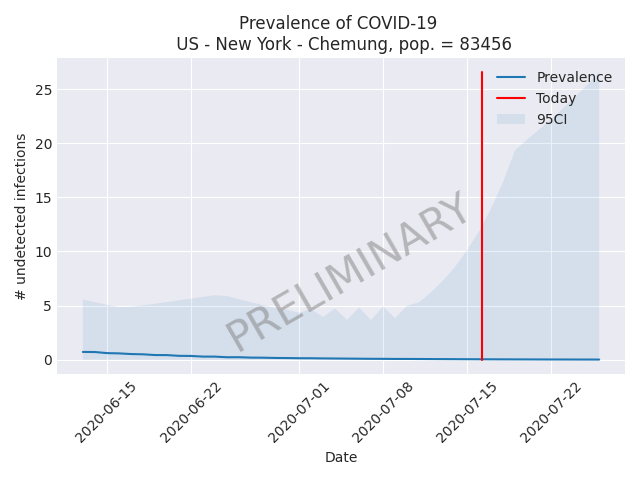 Prevalence of COVID-19
US - New York - Chemung, pop. = 83456
Prevalence
Today
95CI
25
20
15
10
5
0
# undetected infections
PRELIMINARY
2020-06-15
2020-06-22
2020-07-01
2020-07-08
2020-07-15
2020-07-22
Date